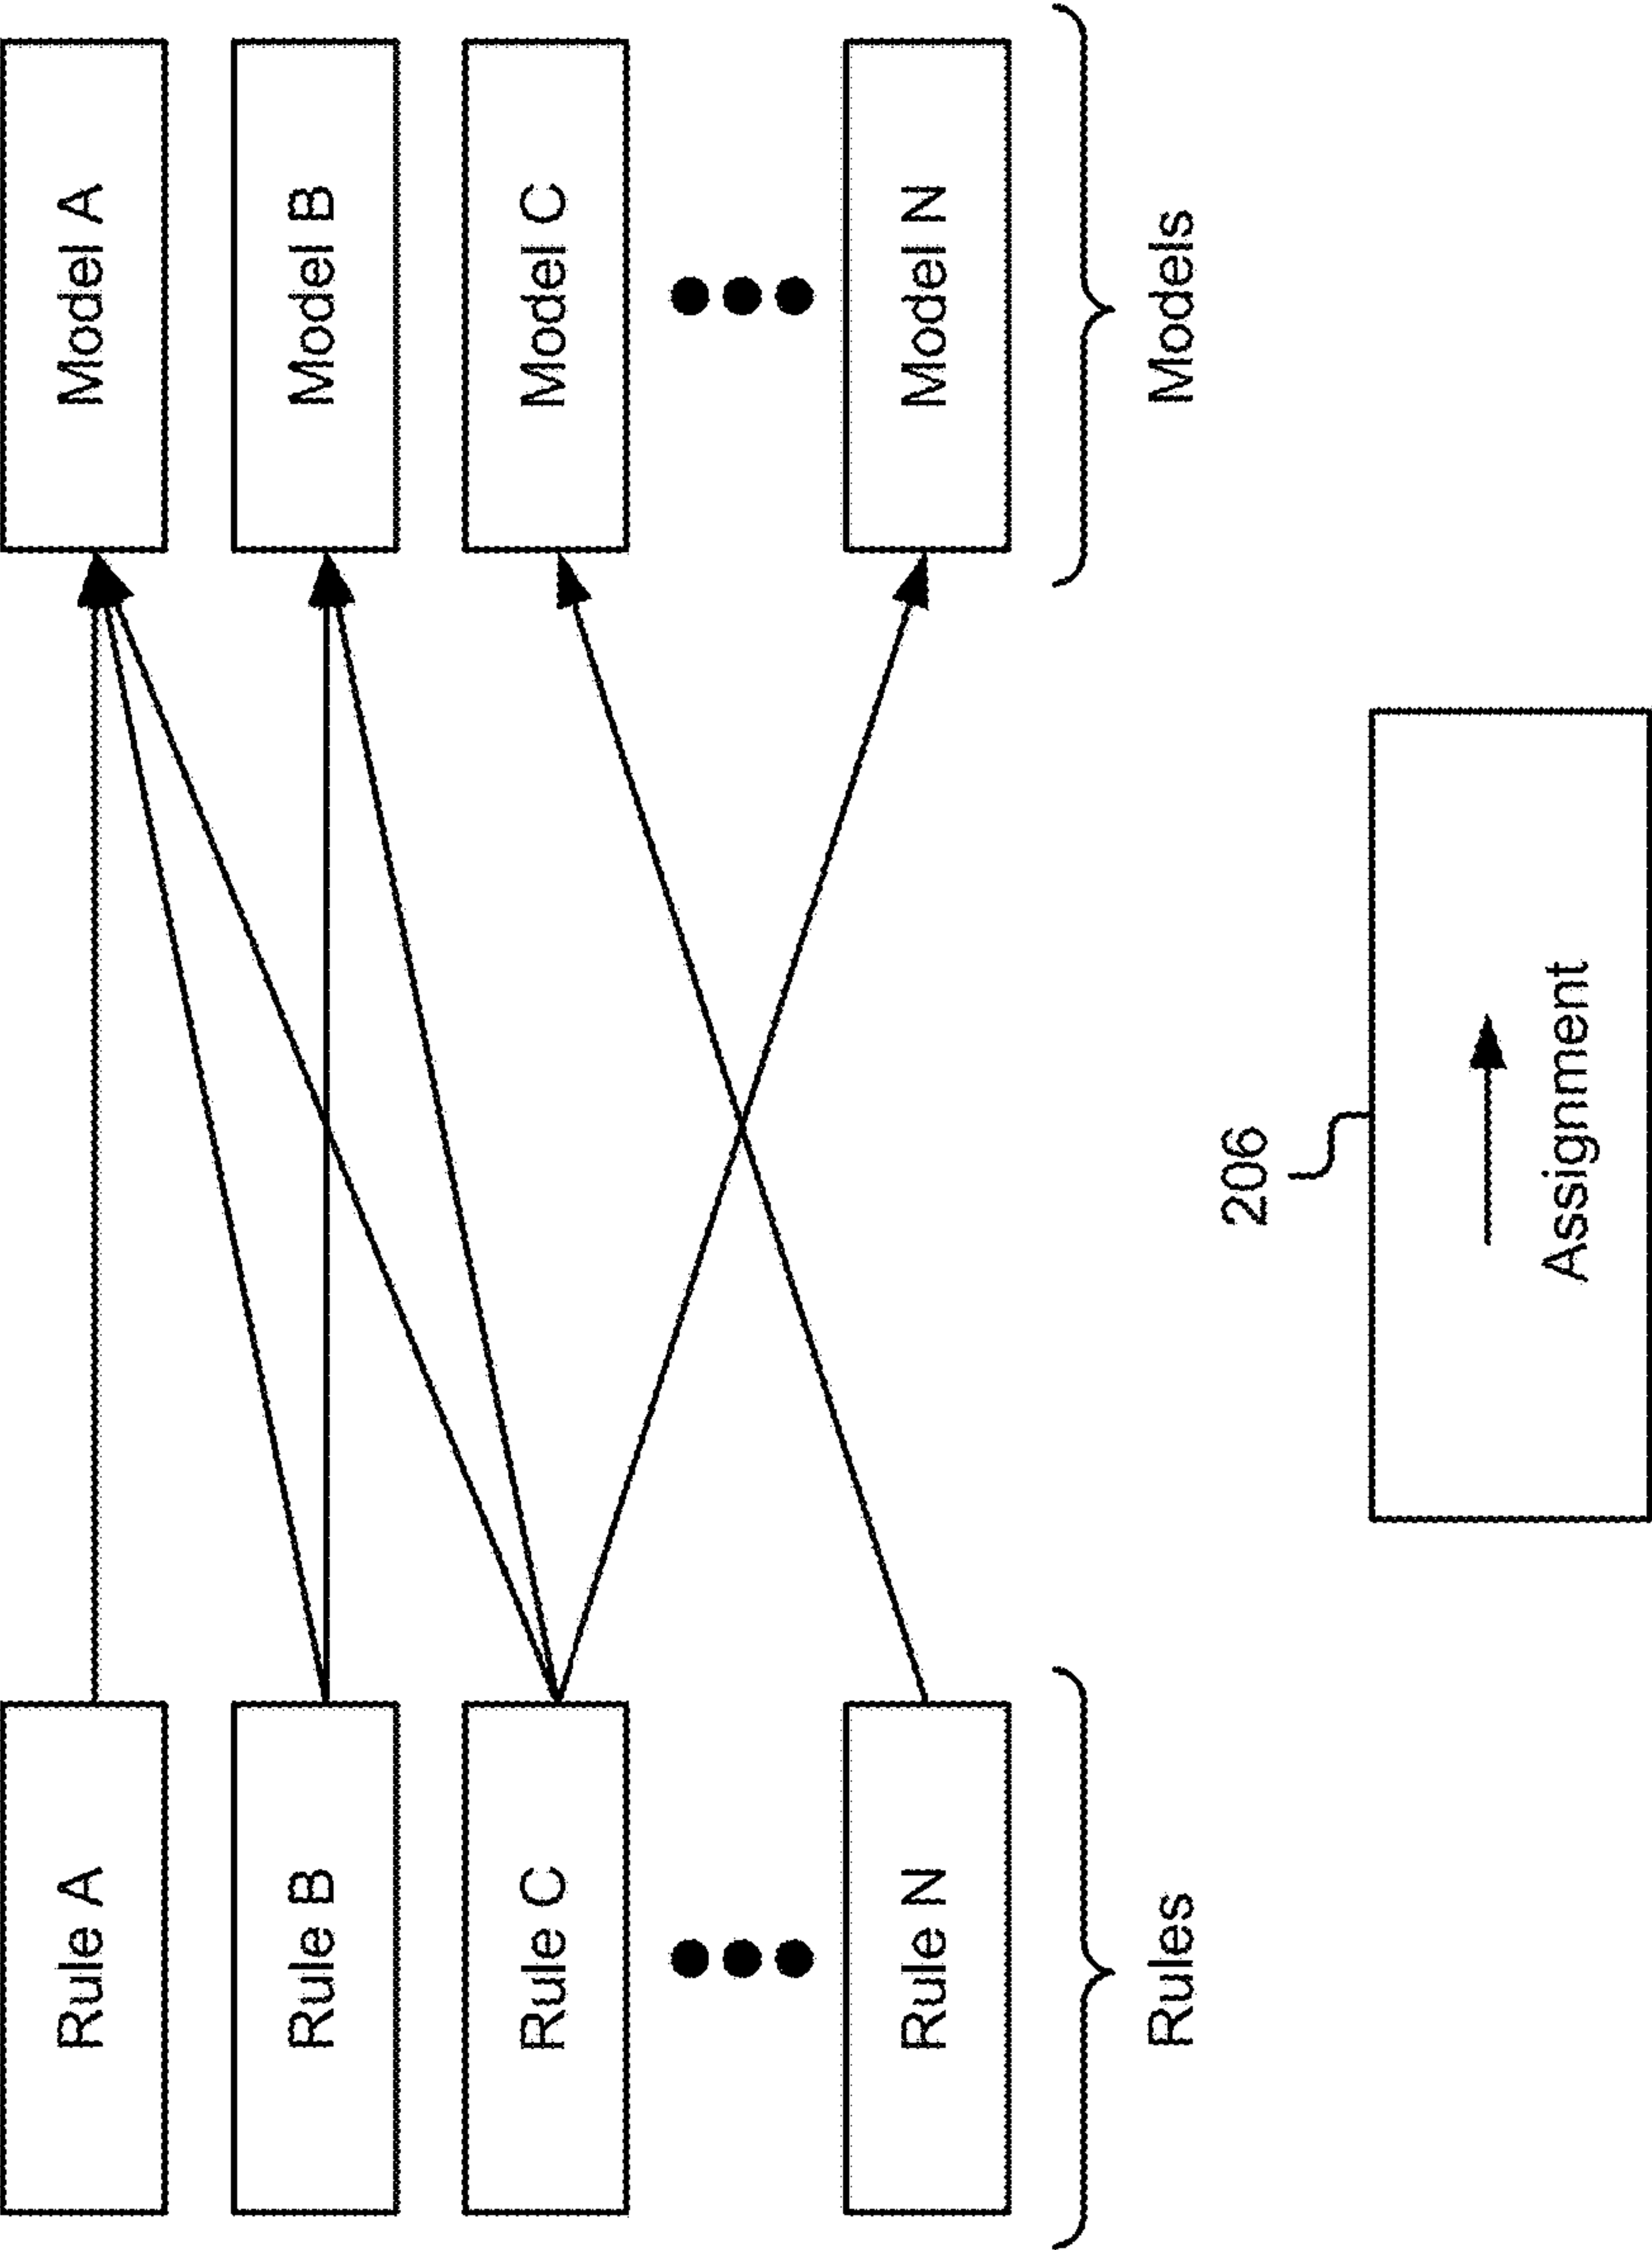 Rule A
Model A
Rule B
Model B
Rule C
Model C
Rule N
Model N
Rules
Models
206
Assignment